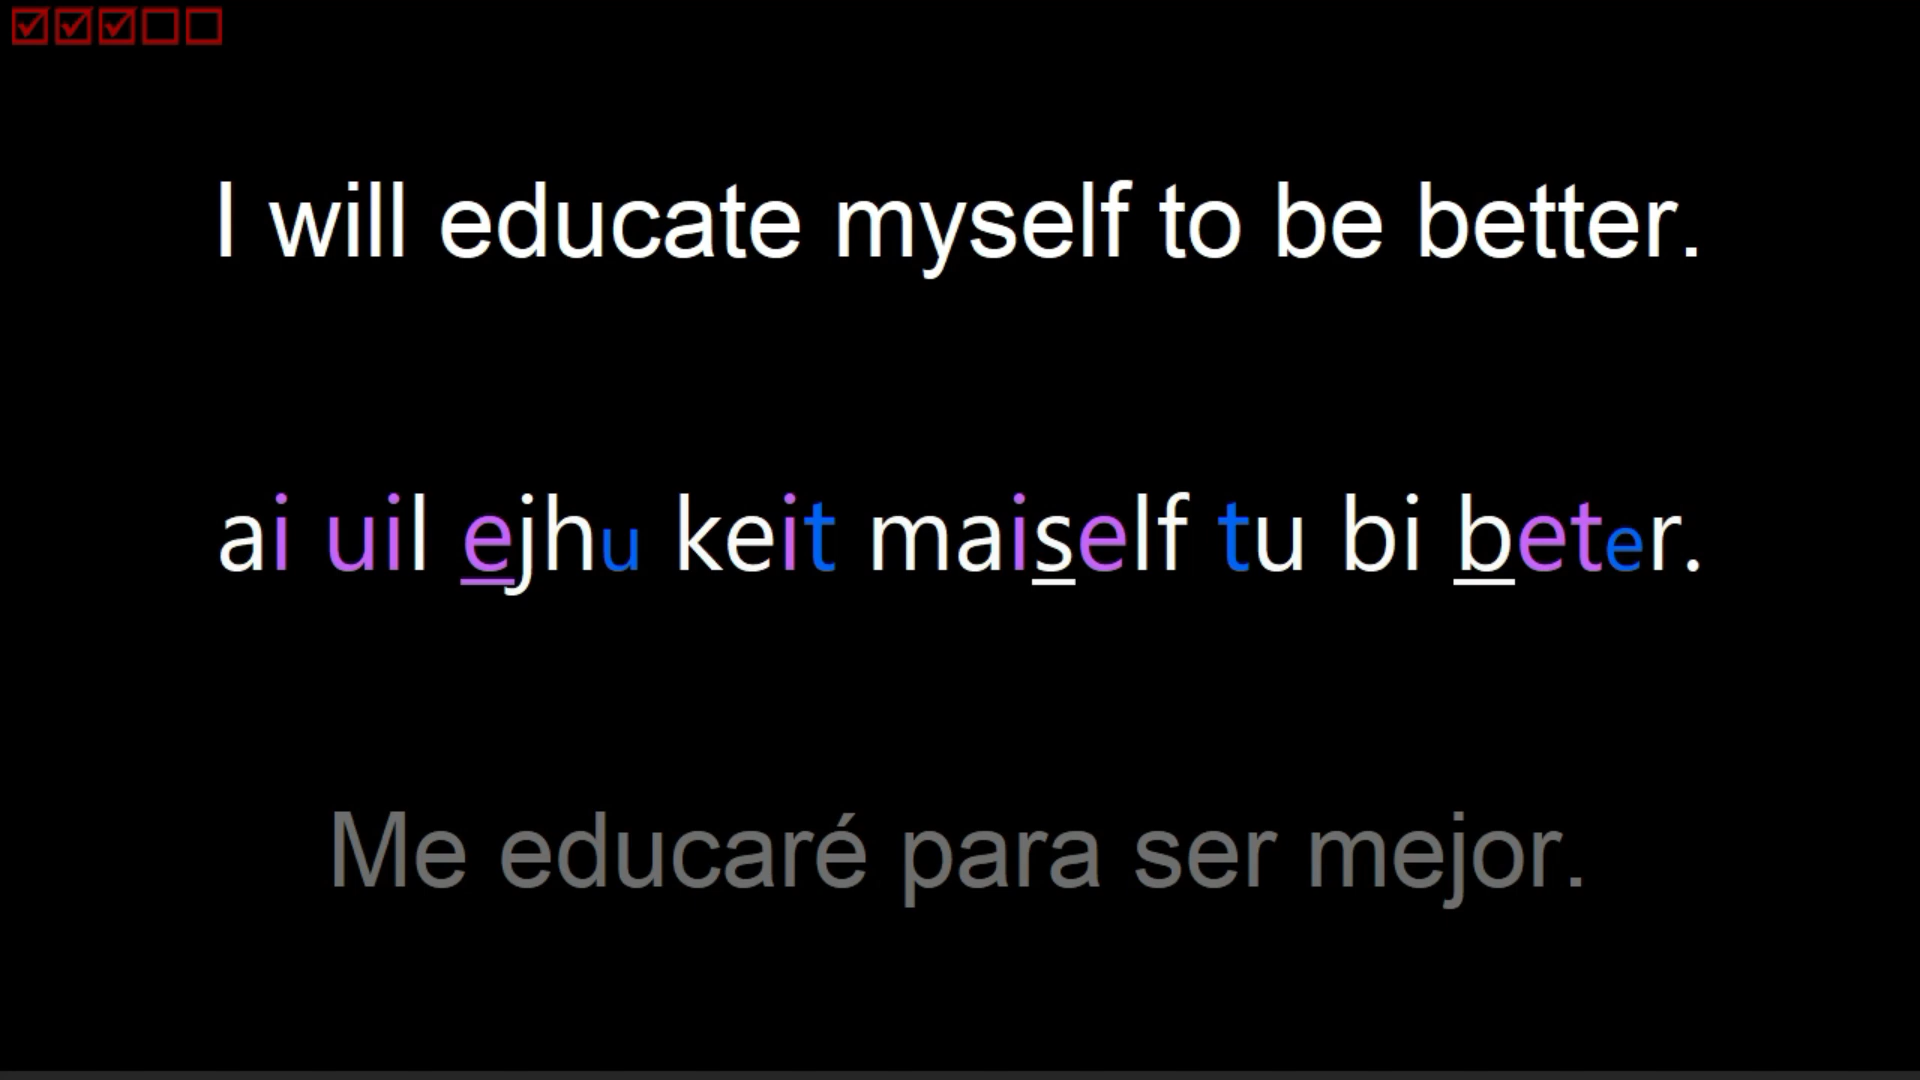 I will educate myself to be better.
ai uil ejhu keit maiself tu bi beter.
Me educaré para ser mejor.